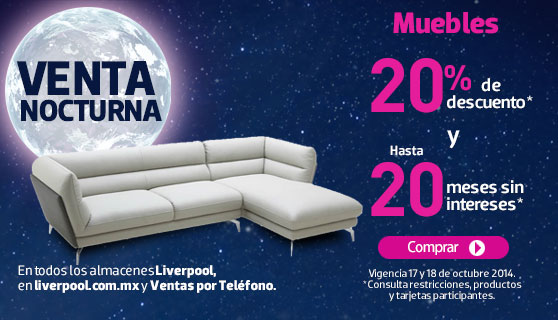 VENTA
NOCTURNA
Muebles
20% de
descuento*
y
Hasta
20 meses sin
intereses*
Comprar
En todos los almacenes Liverpool,
en liverpool.com.mx y Ventas por Teléfono.
Vigencia 17 y 18 de octubre 2014.
*Consulta restricciones, productos
y tarjetas participantes.